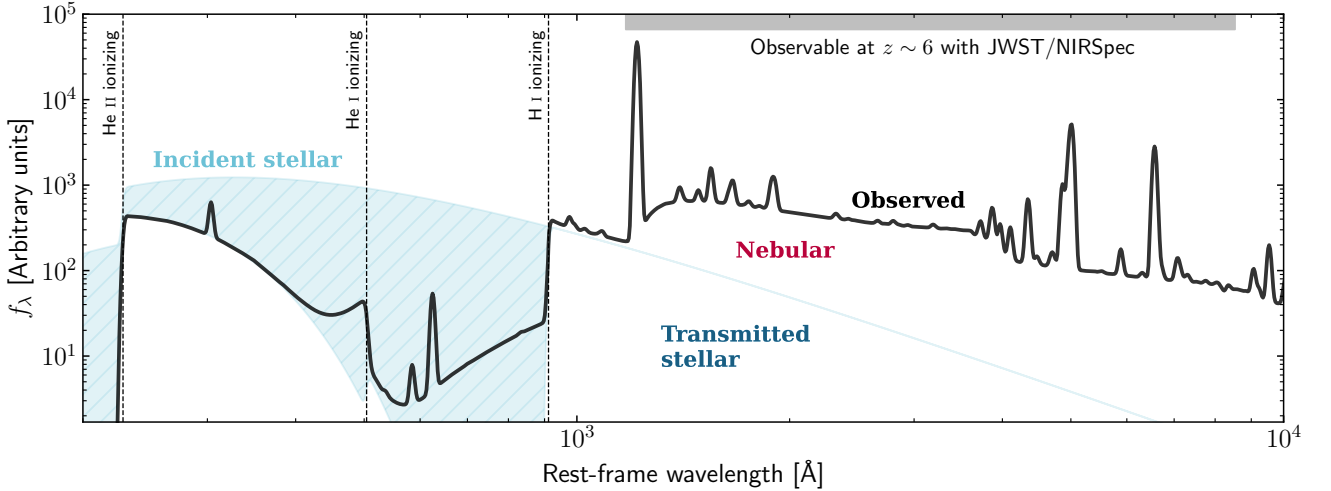 Observable at z ∼ 6 with JWST/NIRSpec
He II ionizing
He I ionizing
H I ionizing
Incident stellar
Observed
Nebular
Transmitted
stellar
f_λ [Arbitrary units]
10^5
10^4
10^3
10^2
10^1
10^3
10^4
Rest-frame wavelength [Å]